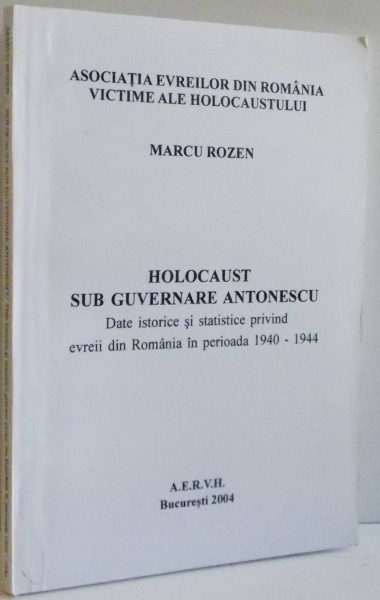 ASOCIAȚIA EVREILOR DIN ROMÂNIA
VICTIME ALE HOLOCAUSTULUI
MARCU ROZEN
HOLOCAUST
SUB GUVERNARE ANTONESCU
Date istorice și statistice privind
evreii din România în perioada 1940 - 1944
A.E.R.V.H.
București 2004